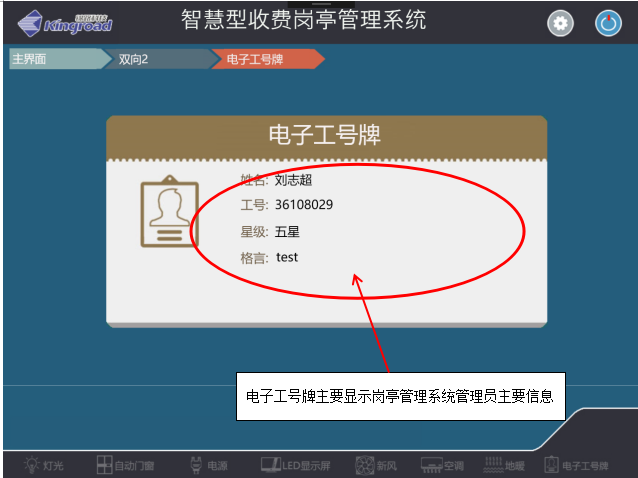 Kingroad
智慧型收费岗亭管理系统
主界面
双向2
电子工号牌
电子工号牌
姓名: 刘志超
工号: 36108029
星级: 五星
格言: test
电子工号牌主要显示岗亭管理系统管理员主要信息
灯光
自动门窗
电源
LED显示屏
新风
空调
地暖
电子工号牌